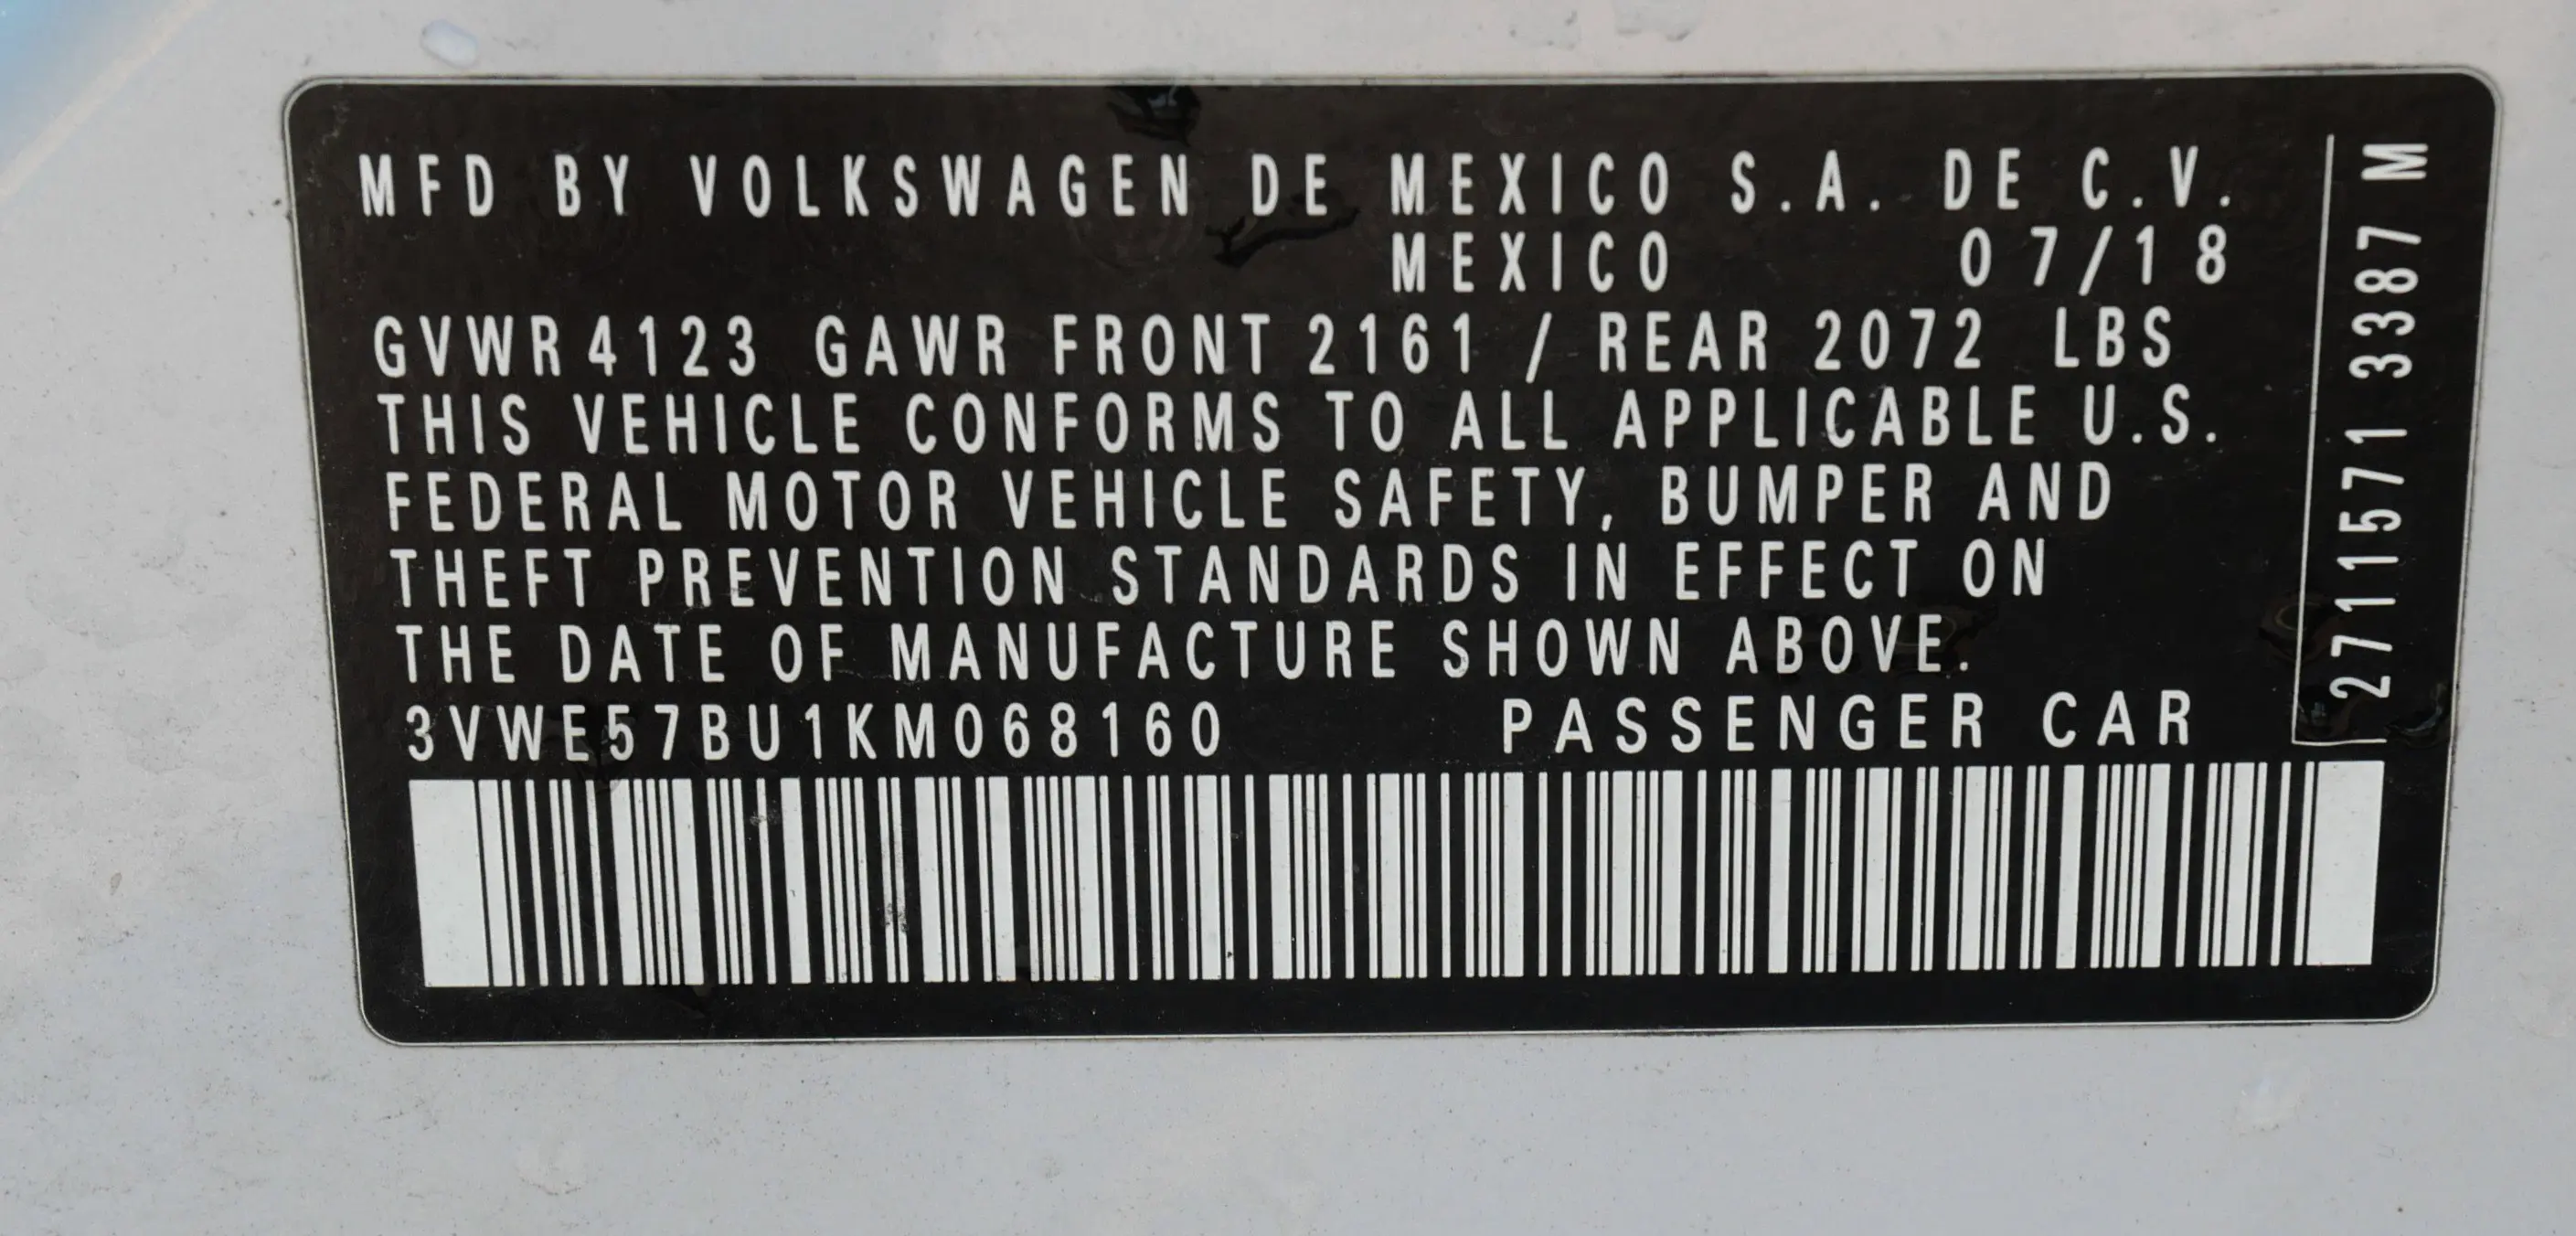 MFD BY VOLKSWAGEN DE MEXICO S.A. DE C.V.
MEXICO 07/18
GVWR 4123 GAWR FRONT 2161 / REAR 2072 LBS
THIS VEHICLE CONFORMS TO ALL APPLICABLE U.S.
FEDERAL MOTOR VEHICLE SAFETY, BUMPER AND
THEFT PREVENTION STANDARDS IN EFFECT ON
THE DATE OF MANUFACTURE SHOWN ABOVE.
3VWE57BU1KM068160 PASSENGER CAR
27 11571 3387 M